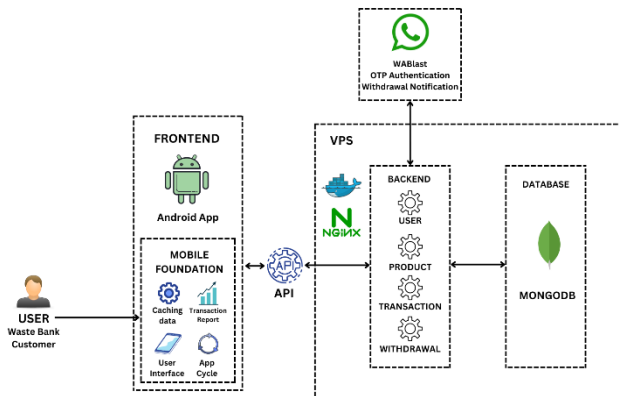 WABlast
OTP Authentication
Withdrawal Notification
FRONTEND
Android App
MOBILE
FOUNDATION
Caching
data
Transaction
Report
User
Interface
App
Cycle
USER
Waste Bank
Customer
API
API
VPS
NGINX
BACKEND
USER
PRODUCT
TRANSACTION
WITHDRAWAL
DATABASE
MONGODB